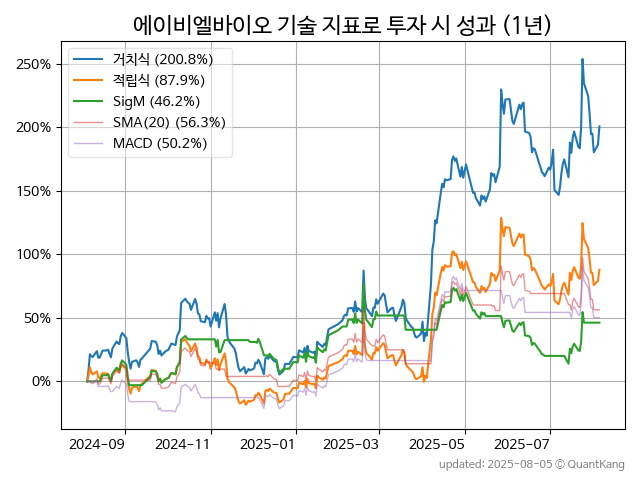 에이비엘바이오 기술 지표로 투자 시 성과 (1년)
거치식 (200.8%)
적립식 (87.9%)
SigM (46.2%)
SMA(20) (56.3%)
MACD (50.2%)
250%
200%
150%
100%
50%
0%
2024-09 2024-11 2025-01 2025-03 2025-05 2025-07
updated: 2025-08-05 © QuantKang